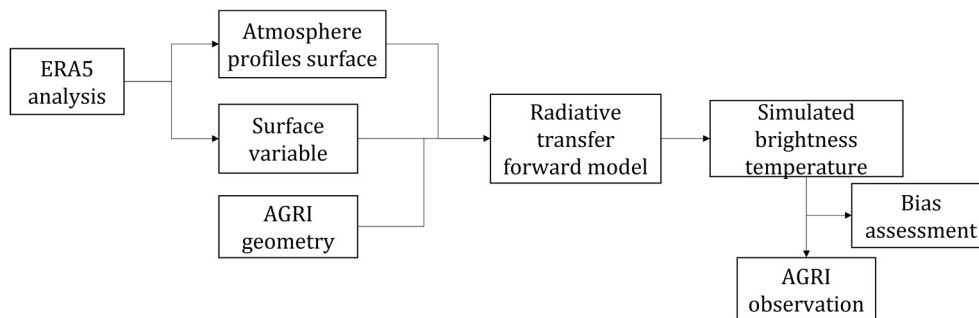 ERA5
analysis
Atmosphere
profiles surface
Surface
variable
AGRI
geometry
Radiative
transfer
forward model
Simulated
brightness
temperature
Bias
assessment
AGRI
observation